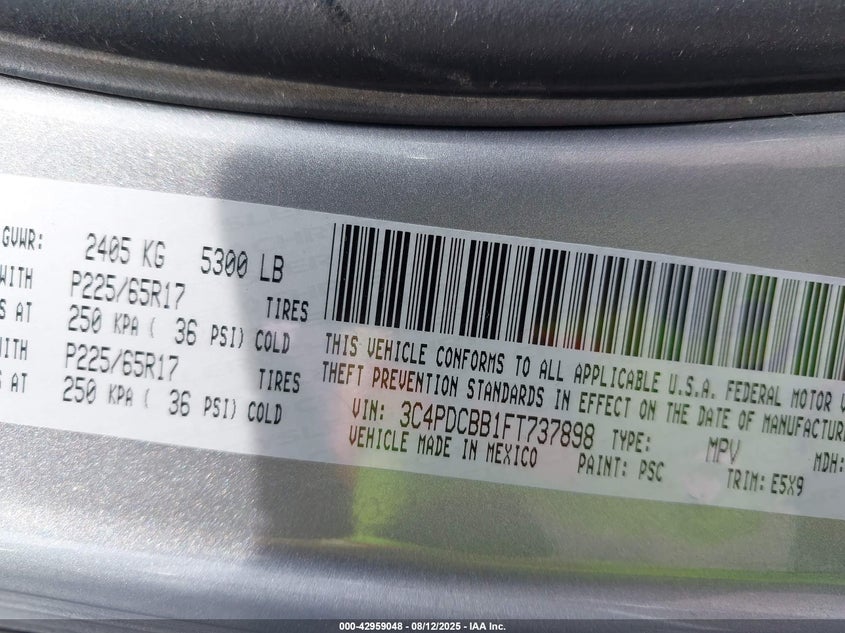 GVWR: 2405 KG 5300 LB
WITH P225/65R17 TIRES
S AT 250 KPA ( 36 PSI) COLD
WITH P225/65R17 TIRES
S AT 250 KPA ( 36 PSI) COLD
THIS VEHICLE CONFORMS TO ALL APPLICABLE U.S.A. FEDERAL MOTOR V
THEFT PREVENTION STANDARDS IN EFFECT ON THE DATE OF MANUFACTUR
VIN: 3C4PDCBB1FT737898 TYPE: MPV MDH:
VEHICLE MADE IN MEXICO PAINT: PSC TRIM: E5X9
000-42959048 - 08/12/2025 - IAA Inc.